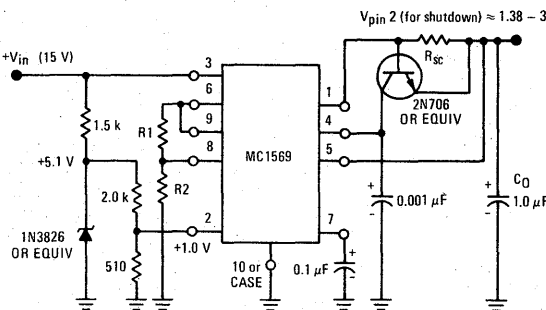 Vpin 2 (for shutdown) ≈ 1.38 – 3
+Vin (15 V)
3
Rsc
6
1
1.5 k
R1
9
4
2N706
OR EQUIV
8
MC1569
5
+5.1 V
R2
2.0 k
+
0.001 µF
-
+
CO
1.0 µF
-
1N3826
OR EQUIV
2
+1.0 V
7
510
10 or
CASE
0.1 µF
+
-